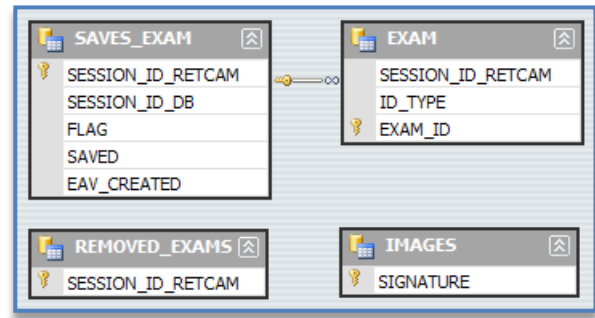 SAVES_EXAM
SESSION_ID_RETCAM
SESSION_ID_DB
FLAG
SAVED
EAV_CREATED
EXAM
SESSION_ID_RETCAM
ID_TYPE
EXAM_ID
REMOVED_EXAMS
SESSION_ID_RETCAM
IMAGES
SIGNATURE